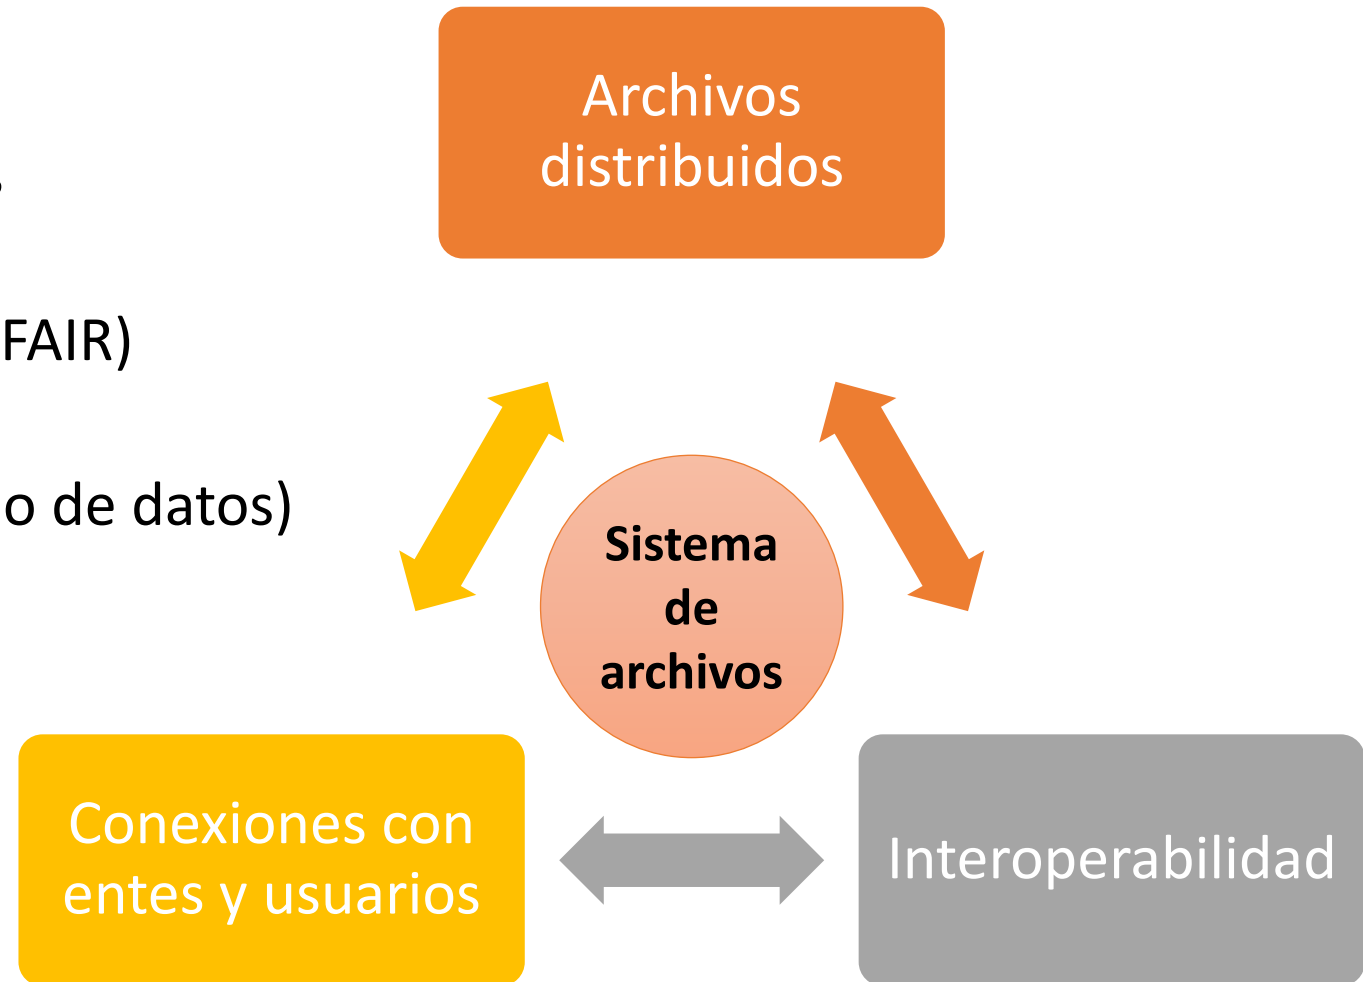 Archivos
distribuidos
FAIR)
o de datos)
Sistema
de
archivos
Conexiones con
entes y usuarios
Interoperabilidad